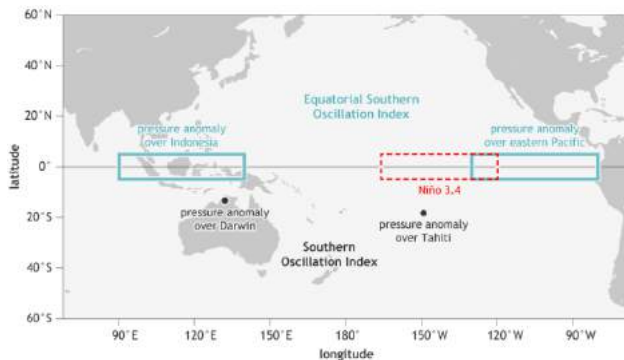 60°N
40°N
20°N
0°
20°S
40°S
60°S
latitude
Equatorial Southern
Oscillation Index
pressure anomaly
over Indonesia
pressure anomaly
over eastern Pacific
Niño 3.4
pressure anomaly
over Darwin
pressure anomaly
over Tahiti
Southern
Oscillation Index
90°E
120°E
150°E
180°
150°W
120°W
90°W
longitude